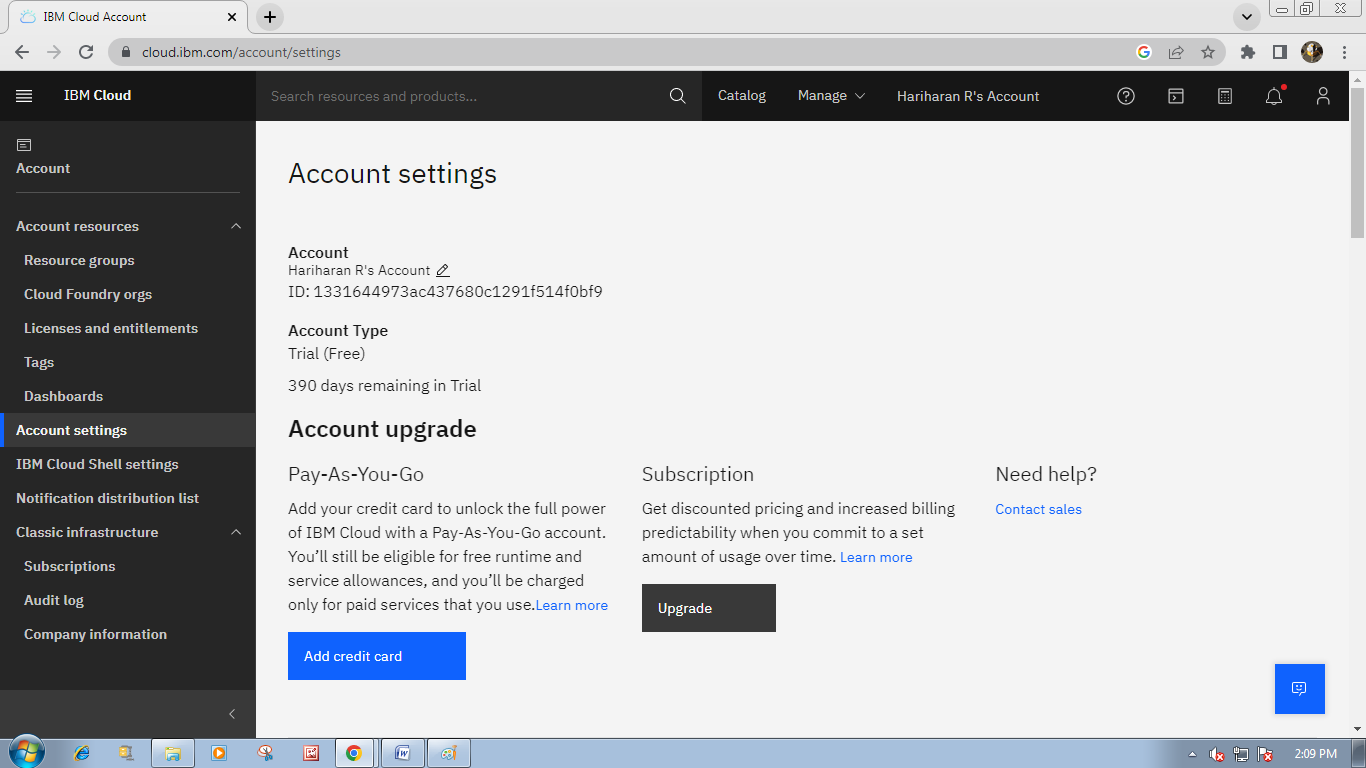 IBM Cloud Account
cloud.ibm.com/account/settings
IBM Cloud
Search resources and products...
Catalog
Manage
Hariharan R's Account
Account
Account resources
Resource groups
Cloud Foundry orgs
Licenses and entitlements
Tags
Dashboards
Account settings
IBM Cloud Shell settings
Notification distribution list
Classic infrastructure
Subscriptions
Audit log
Company information
Account settings
Account
Hariharan R's Account
ID: 1331644973ac437680c1291f514f0bf9
Account Type
Trial (Free)
390 days remaining in Trial
Account upgrade
Pay-As-You-Go
Add your credit card to unlock the full power
of IBM Cloud with a Pay-As-You-Go account.
You’ll still be eligible for free runtime and
service allowances, and you’ll be charged
only for paid services that you use.Learn more
Add credit card
Subscription
Get discounted pricing and increased billing
predictability when you commit to a set
amount of usage over time. Learn more
Upgrade
Need help?
Contact sales
2:09 PM